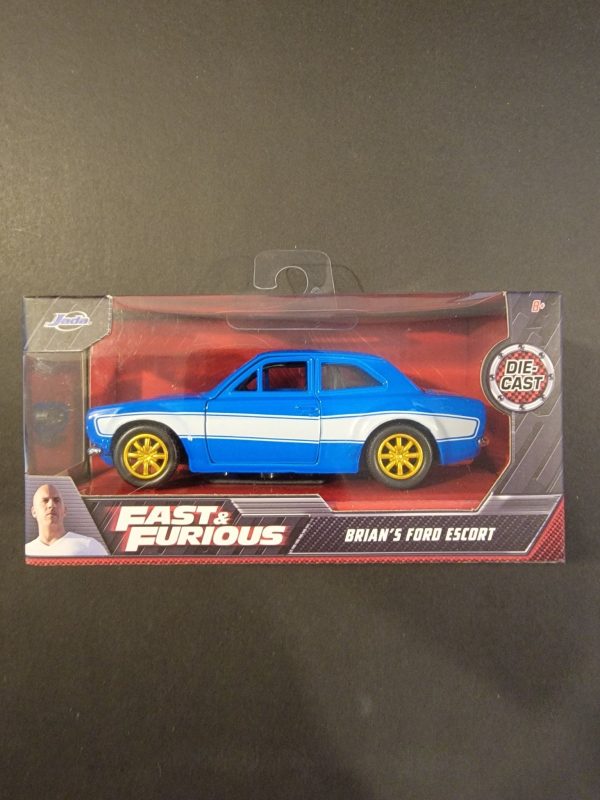 Jada
8+
DIE-
CAST
FAST &
FURIOUS
BRIAN'S FORD ESCORT